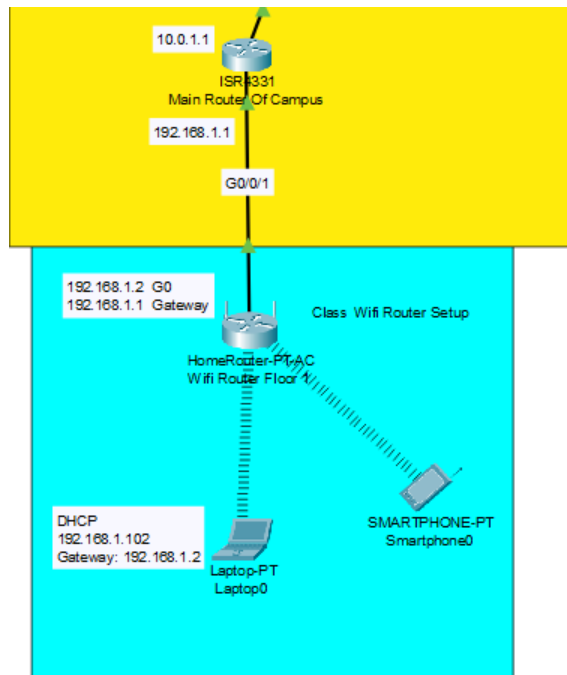 10.0.1.1
ISR4331
Main Router Of Campus
192.168.1.1
G0/0/1
192.168.1.2 G0
192.168.1.1 Gateway
Class Wifi Router Setup
HomeRouter-PT-AC
Wifi Router Floor 1
DHCP
192.168.1.102
Gateway: 192.168.1.2
SMARTPHONE-PT
Smartphone0
Laptop-PT
Laptop0